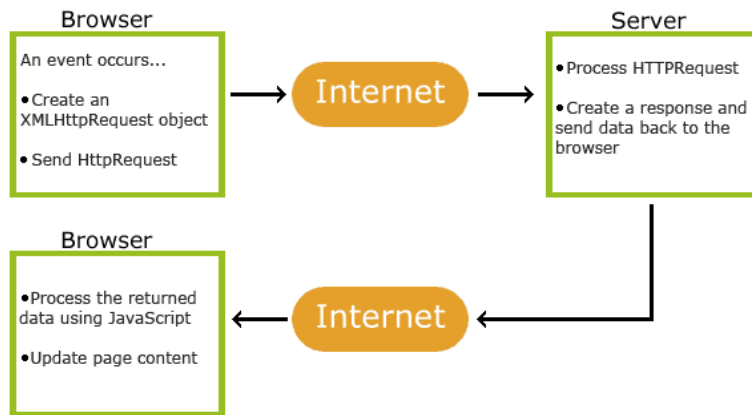 Browser
An event occurs...
•Create an
XMLHttpRequest object
•Send HttpRequest
Internet
Server
•Process HTTPRequest
•Create a response and
send data back to the
browser
Browser
•Process the returned
data using JavaScript
•Update page content
Internet